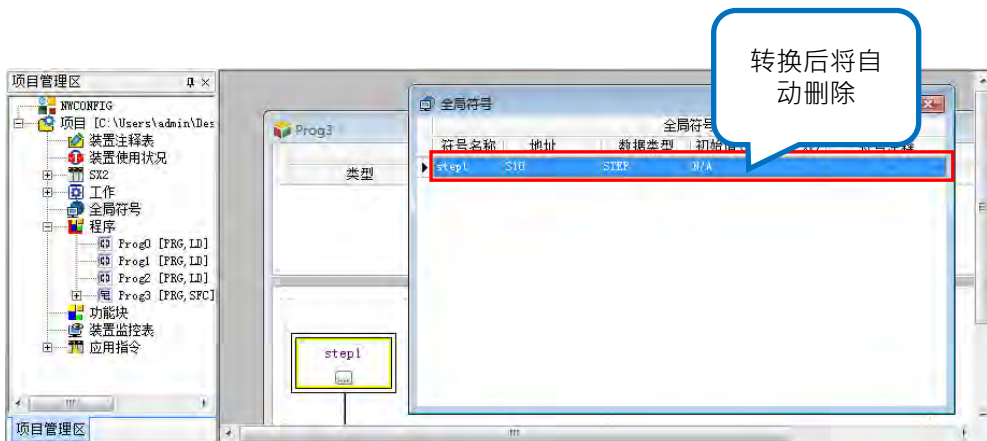 转换后将自
动删除
项目管理区
NWCONFIG
项目 [C:\Users\admin\Des
装置注释表
装置使用状况
SX2
工作
全局符号
程序
Prog0 [PRG,LD]
Prog1 [PRG,LD]
Prog2 [PRG,LD]
Prog3 [PRG,SFC]
功能块
装置监控表
应用指令
项目管理区
Prog3
类型
step1
...
全局符号
全局符号
符号名称 地址 数据类型 初始值
step1 S10 STEP N/A